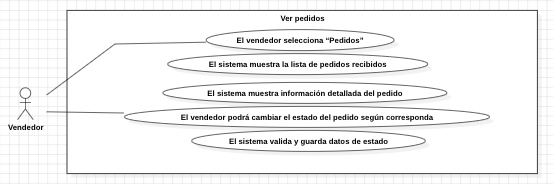 Ver pedidos
El vendedor selecciona “Pedidos”
El sistema muestra la lista de pedidos recibidos
El sistema muestra información detallada del pedido
El vendedor podrá cambiar el estado del pedido según corresponda
El sistema valida y guarda datos de estado
Vendedor